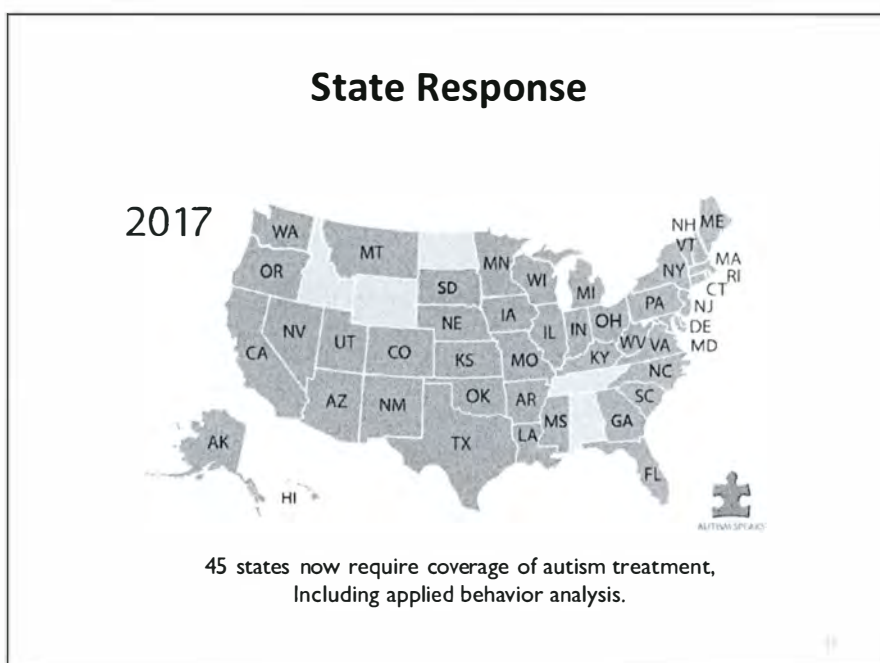 State Response
2017
WA
MT
OR
SD
MN
WI
MI
NH ME
VT
NY
MA
RI
CT
NJ
DE
MD
PA
NE
IA
IL
IN
OH
WV VA
KY
NC
SC
GA
FL
NV
UT
CO
KS
MO
CA
AZ
NM
OK
AR
TX
LA
MS
AK
HI
AUTISM SPEAKS
45 states now require coverage of autism treatment,
Including applied behavior analysis.